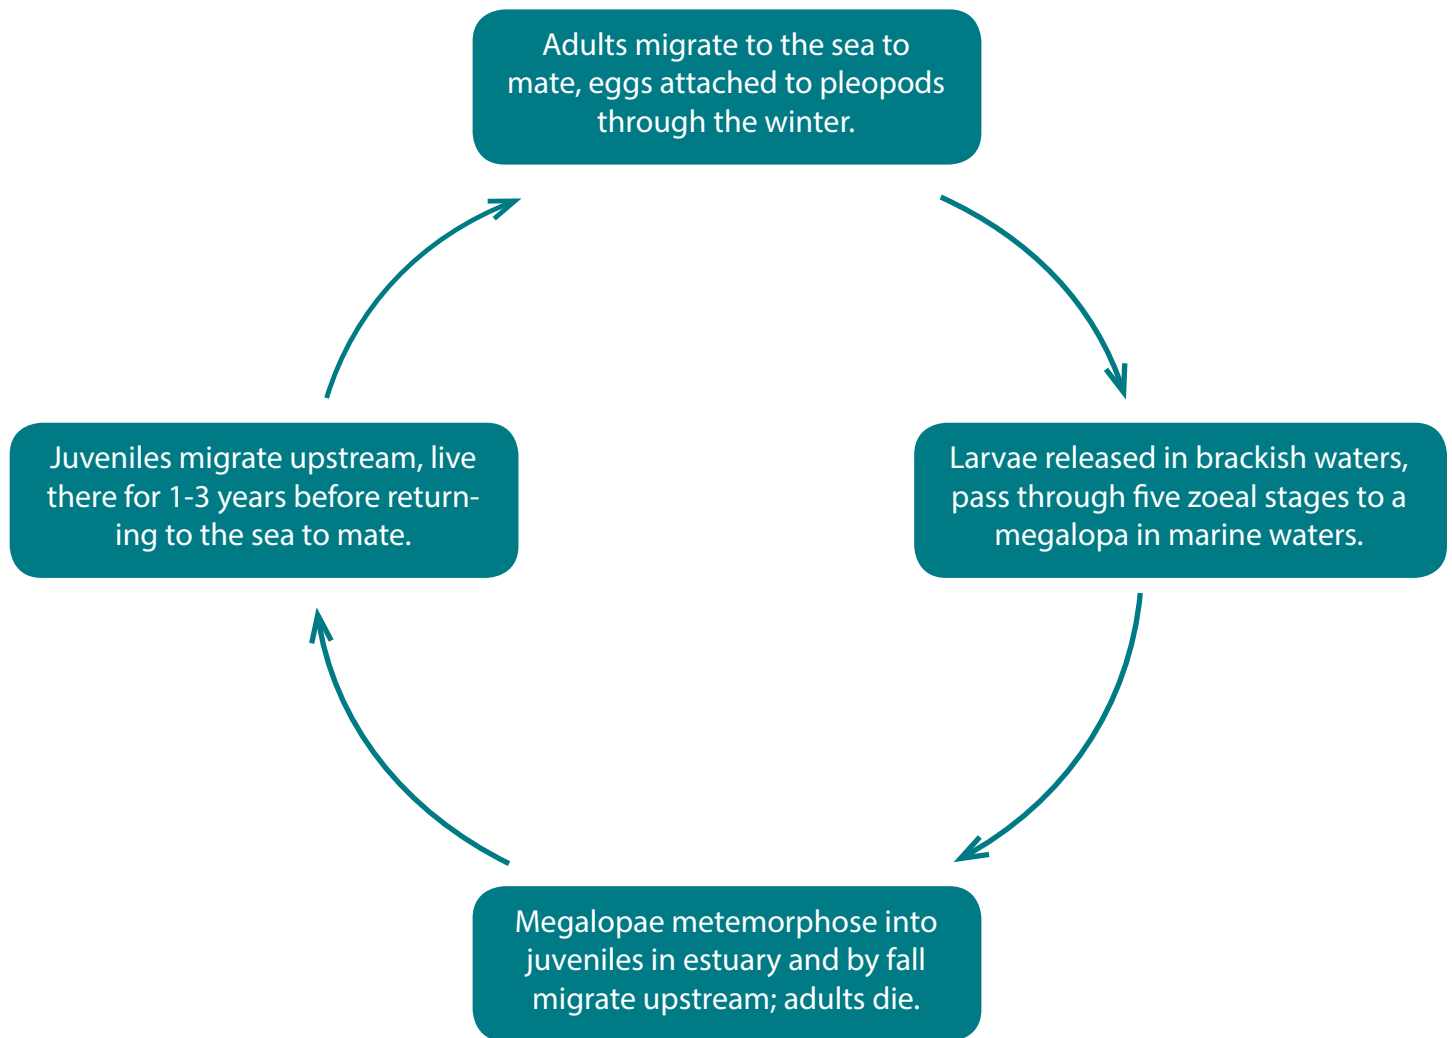 Adults migrate to the sea to
mate, eggs attached to pleopods
through the winter.
Larvae released in brackish waters,
pass through five zoeal stages to a
megalopa in marine waters.
Megalopae metemorphose into
juveniles in estuary and by fall
migrate upstream; adults die.
Juveniles migrate upstream, live
there for 1-3 years before return-
ing to the sea to mate.